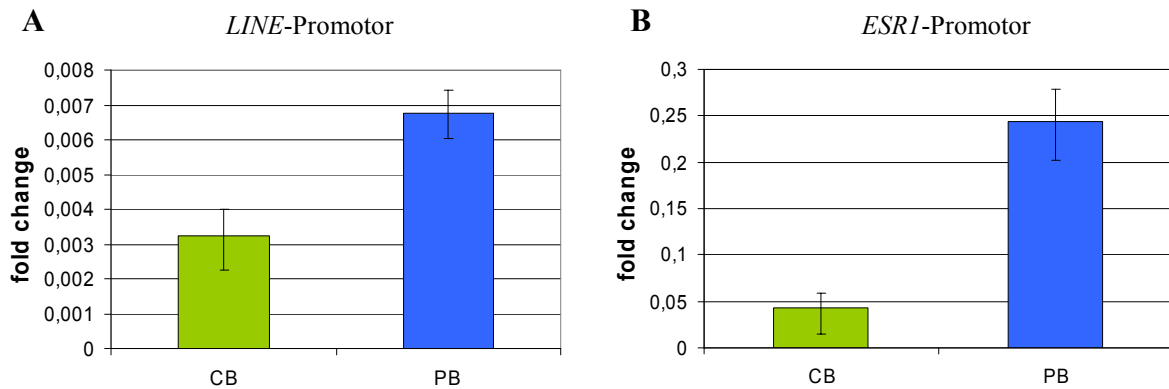 A
LINE-Promotor
fold change
0,008
0,007
0,006
0,005
0,004
0,003
0,002
0,001
0
CB
PB
B
ESR1-Promotor
fold change
0,3
0,25
0,2
0,15
0,1
0,05
0
CB
PB